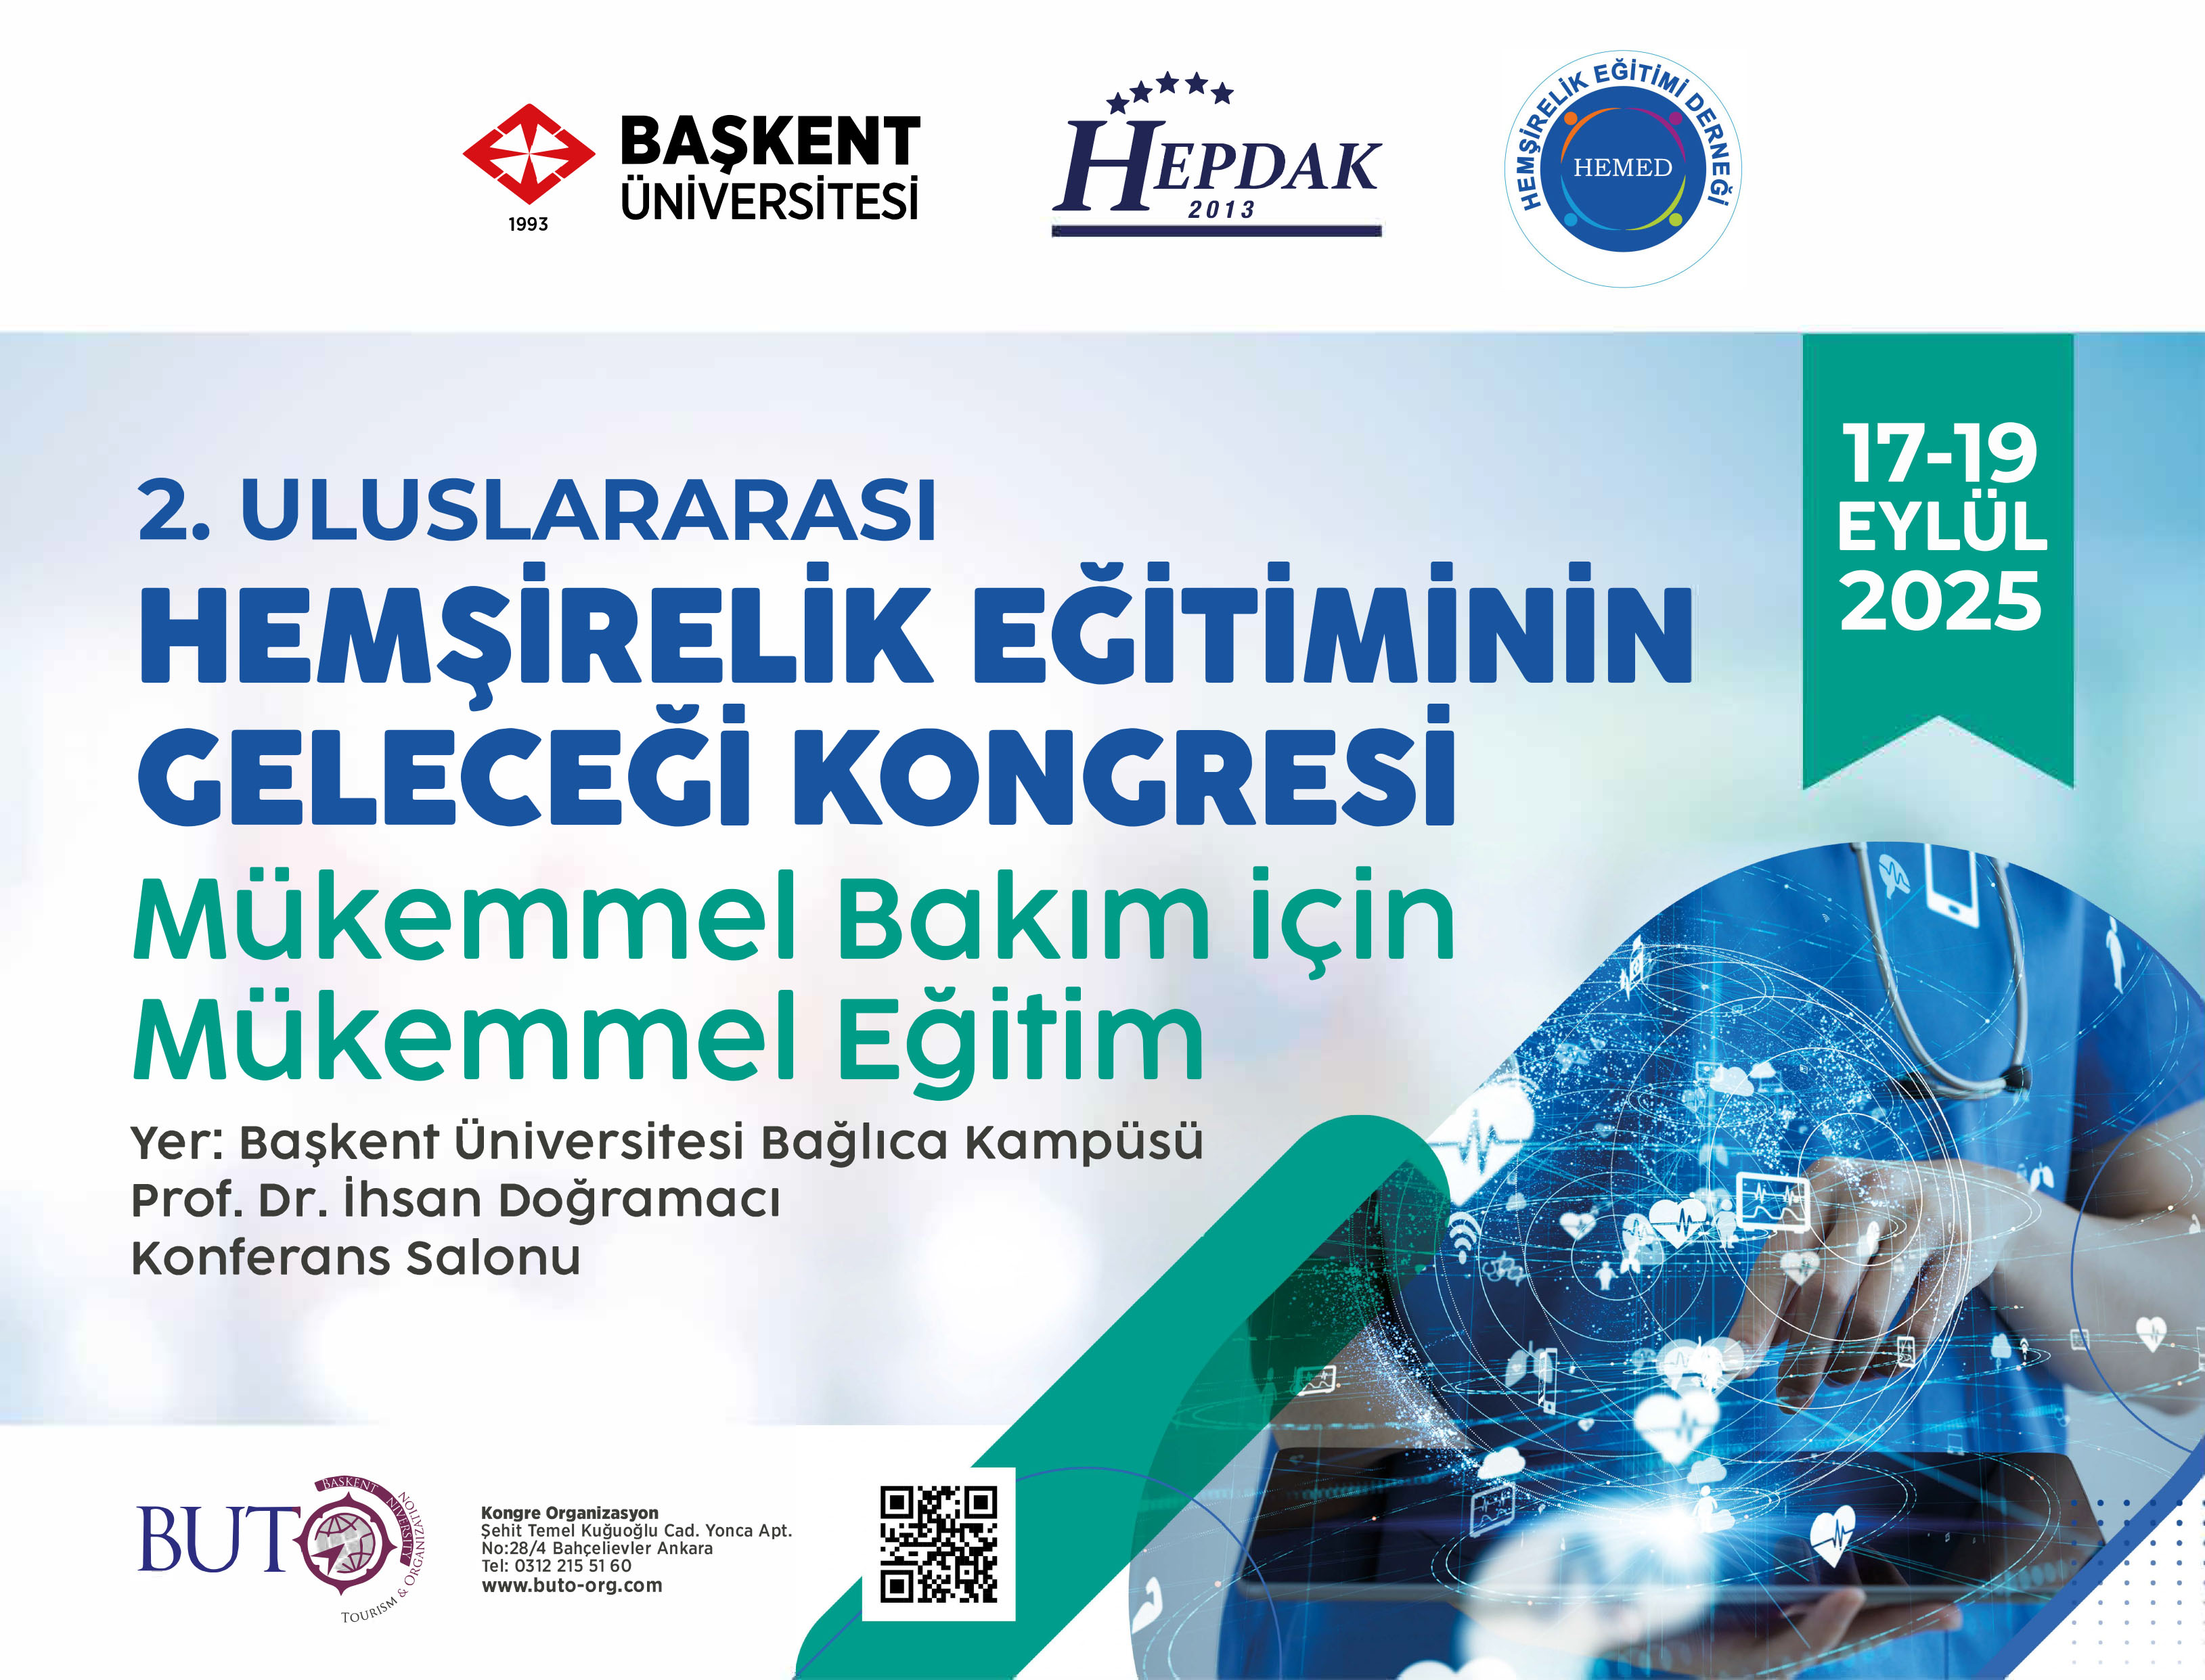 BAŞKENT
ÜNİVERSİTESİ
1993
HEPDAK
2013
HEMŞİRELİK EĞİTİMİ DERNEĞİ
HEMED
17-19
EYLÜL
2025
2. ULUSLARARASI
HEMŞİRELİK EĞİTİMİNİN
GELECEĞİ KONGRESİ
Mükemmel Bakım için
Mükemmel Eğitim
Yer: Başkent Üniversitesi Bağlıca Kampüsü
Prof. Dr. İhsan Doğramacı
Konferans Salonu
BUTO
BAŞKENT UNIVERSITY
TOURISM & ORGANIZATION
Kongre Organizasyon
Şehit Temel Kuğuoğlu Cad. Yonca Apt.
No:28/4 Bahçelievler Ankara
Tel: 0312 215 51 60
www.buto-org.com